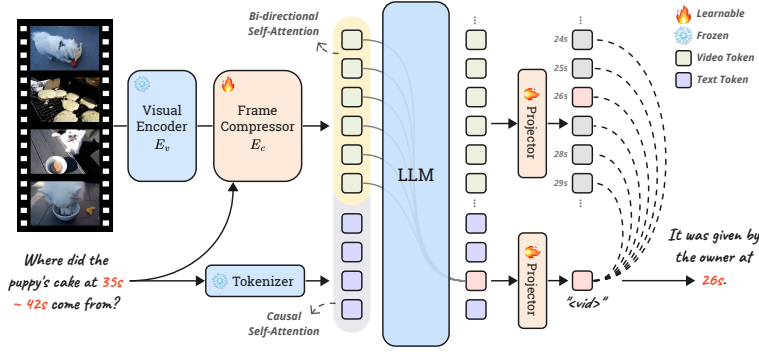 Bi-directional
Self-Attention
Learnable
Frozen
Video Token
Text Token
Visual
Encoder
E_v
Frame
Compressor
E_c
LLM
Projector
24s
25s
26s
28s
29s
Where did the
puppy's cake at 35s
~ 42s come from?
Tokenizer
Causal
Self-Attention
Projector
"<vid>"
It was given by
the owner at
26s.